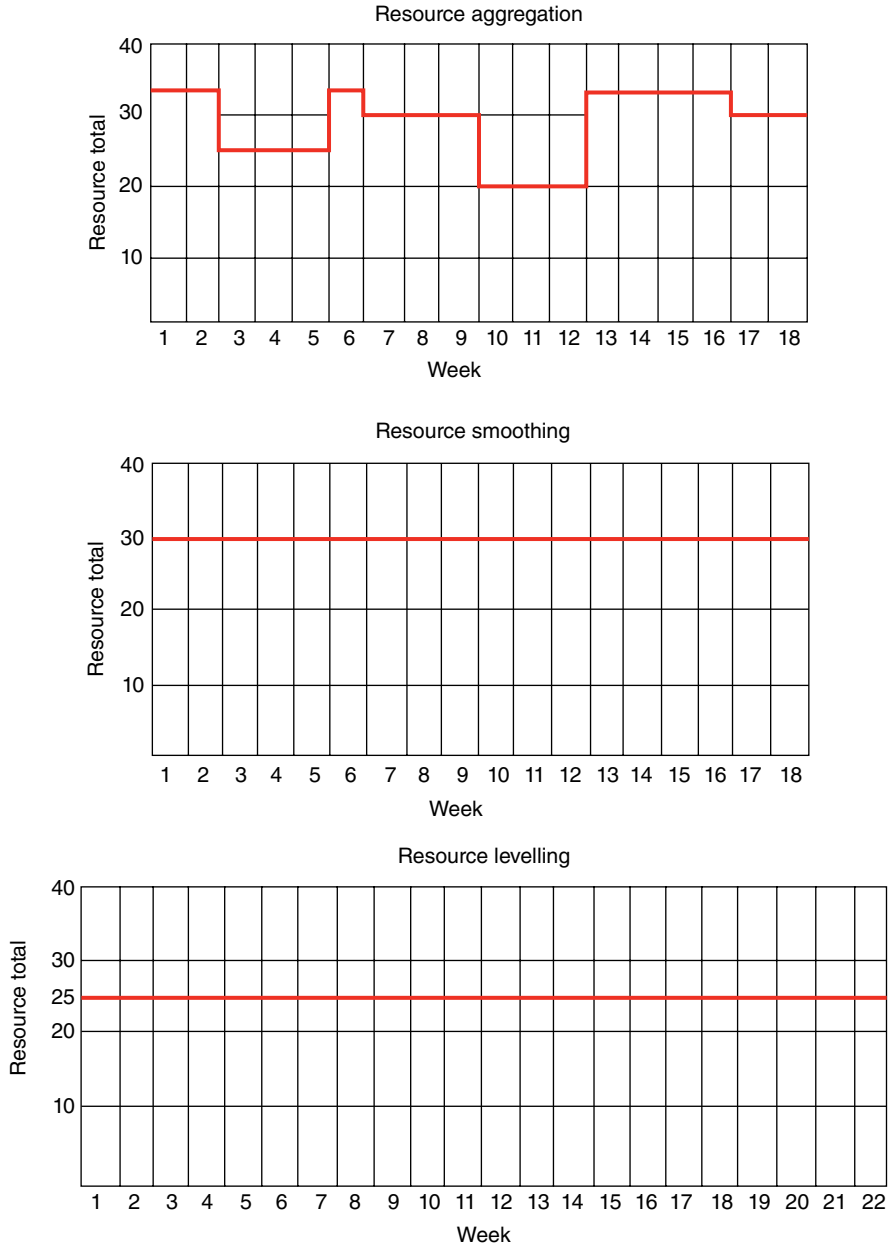 Resource aggregation
40
30
20
10
Resource total
1 2 3 4 5 6 7 8 9 10 11 12 13 14 15 16 17 18
Week
Resource smoothing
40
30
20
10
Resource total
1 2 3 4 5 6 7 8 9 10 11 12 13 14 15 16 17 18
Week
Resource levelling
40
30
25
20
10
Resource total
1 2 3 4 5 6 7 8 9 10 11 12 13 14 15 16 17 18 19 20 21 22
Week